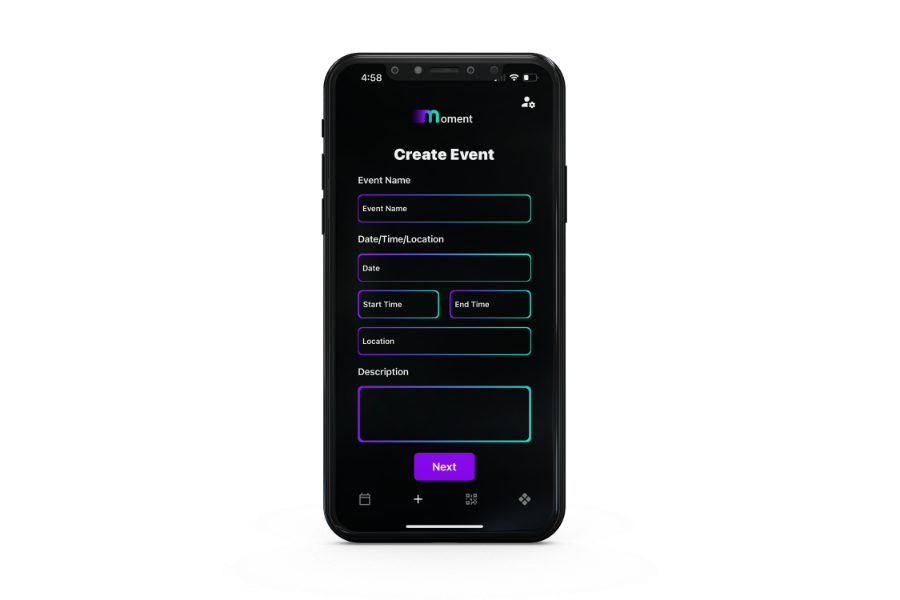 4:58
moment
Create Event
Event Name
Event Name
Date/Time/Location
Date
Start Time
End Time
Location
Description
Next